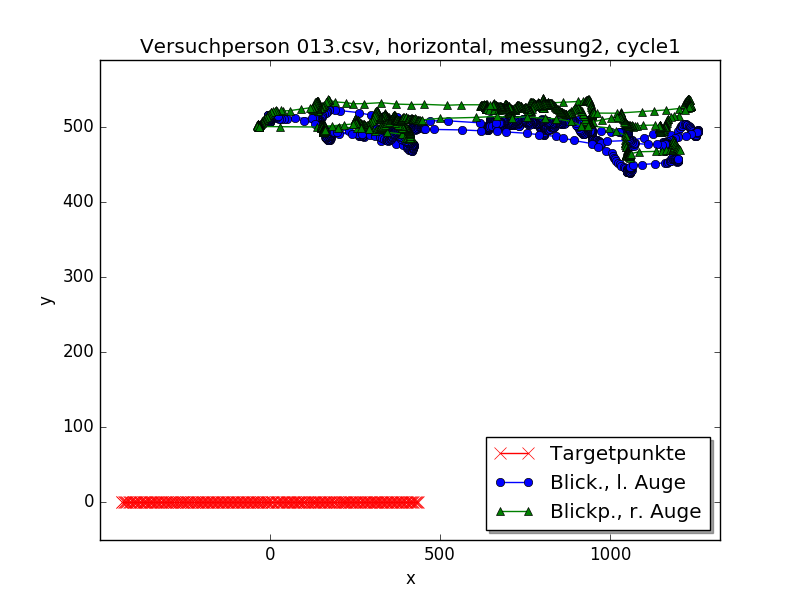 Versuchperson 013.csv, horizontal, messung2, cycle1
y
500
400
300
200
100
0
0 500 1000
x
Targetpunkte
Blick., l. Auge
Blickp., r. Auge